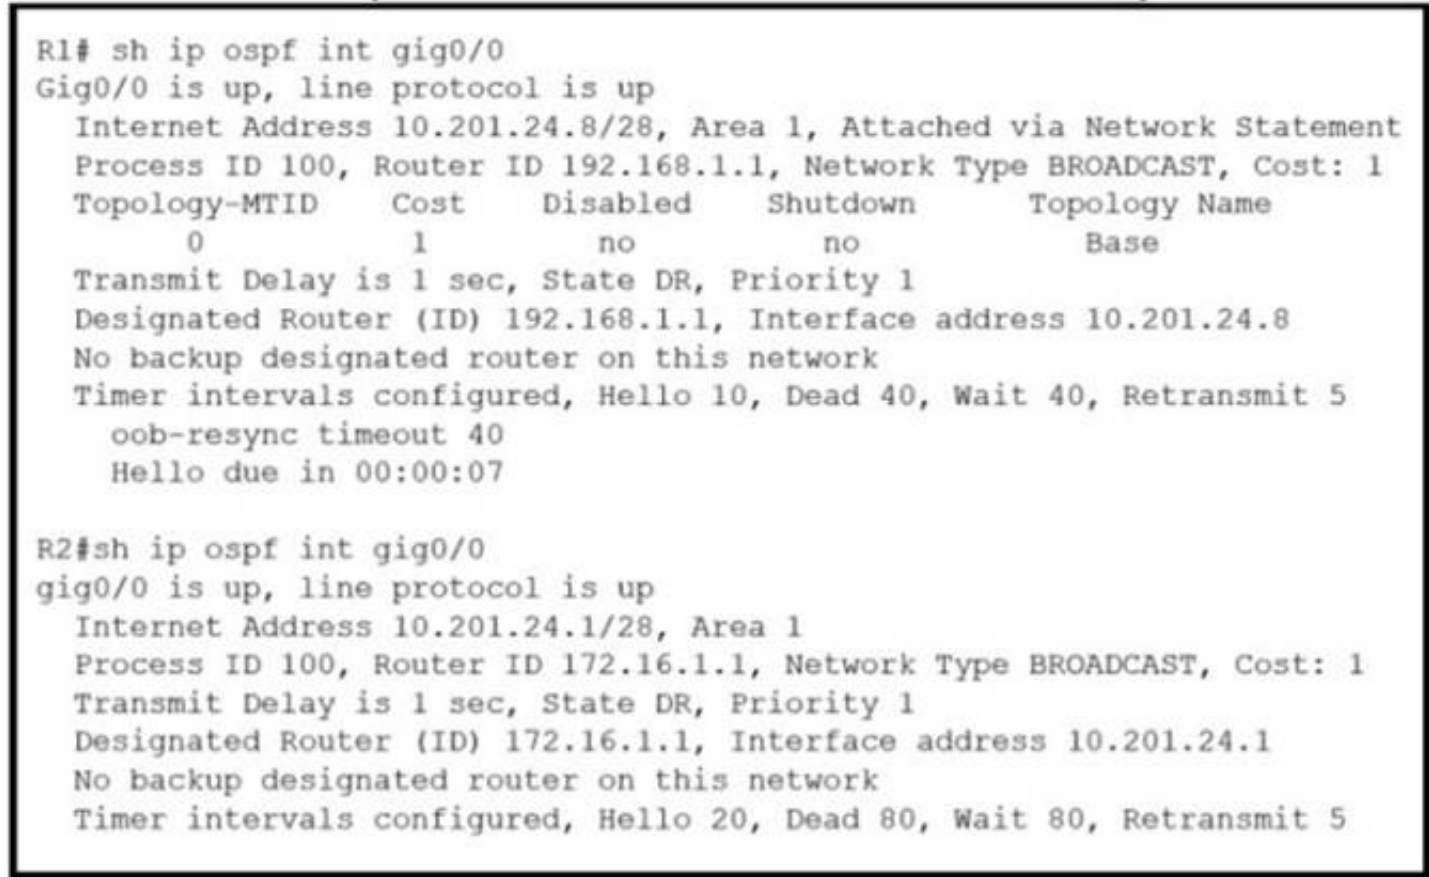 R1# sh ip ospf int gig0/0
Gig0/0 is up, line protocol is up
Internet Address 10.201.24.8/28, Area 1, Attached via Network Statement
Process ID 100, Router ID 192.168.1.1, Network Type BROADCAST, Cost: 1
Topology-MTID Cost Disabled Shutdown Topology Name
0 1 no no Base
Transmit Delay is 1 sec, State DR, Priority 1
Designated Router (ID) 192.168.1.1, Interface address 10.201.24.8
No backup designated router on this network
Timer intervals configured, Hello 10, Dead 40, Wait 40, Retransmit 5
oob-resync timeout 40
Hello due in 00:00:07
R2#sh ip ospf int gig0/0
gig0/0 is up, line protocol is up
Internet Address 10.201.24.1/28, Area 1
Process ID 100, Router ID 172.16.1.1, Network Type BROADCAST, Cost: 1
Transmit Delay is 1 sec, State DR, Priority 1
Designated Router (ID) 172.16.1.1, Interface address 10.201.24.1
No backup designated router on this network
Timer intervals configured, Hello 20, Dead 80, Wait 80, Retransmit 5